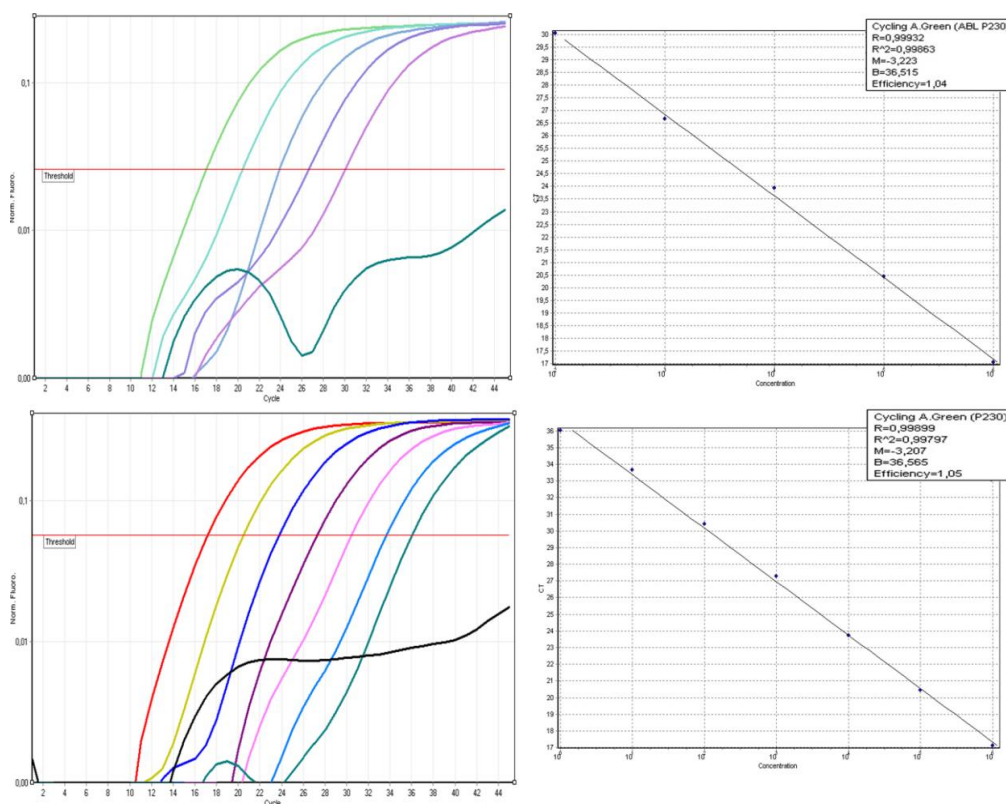 0,1
0,01
0,00
Norm. Fluoro.
Threshold
2 4 6 8 10 12 14 16 18 20 22 24 26 28 30 32 34 36 38 40 42 44
Cycle
Cycling A.Green (ABL P230)
R=0,99932
R^2=0,99863
M=-3,223
B=36,515
Efficiency=1,04
30
29,5
29
28,5
28
27,5
27
26,5
26
25,5
25
24,5
24
23,5
23
22,5
22
21,5
21
20,5
20
19,5
19
18,5
18
17,5
17
CT
Concentration
0,1
0,01
0,00
Norm. Fluoro.
Threshold
2 4 6 8 10 12 14 16 18 20 22 24 26 28 30 32 34 36 38 40 42 44
Cycle
Cycling A.Green (P230)
R=0,99899
R^2=0,99797
M=-3,207
B=36,565
Efficiency=1,05
36
35
34
33
32
31
30
29
28
27
26
25
24
23
22
21
20
19
18
17
CT
Concentration